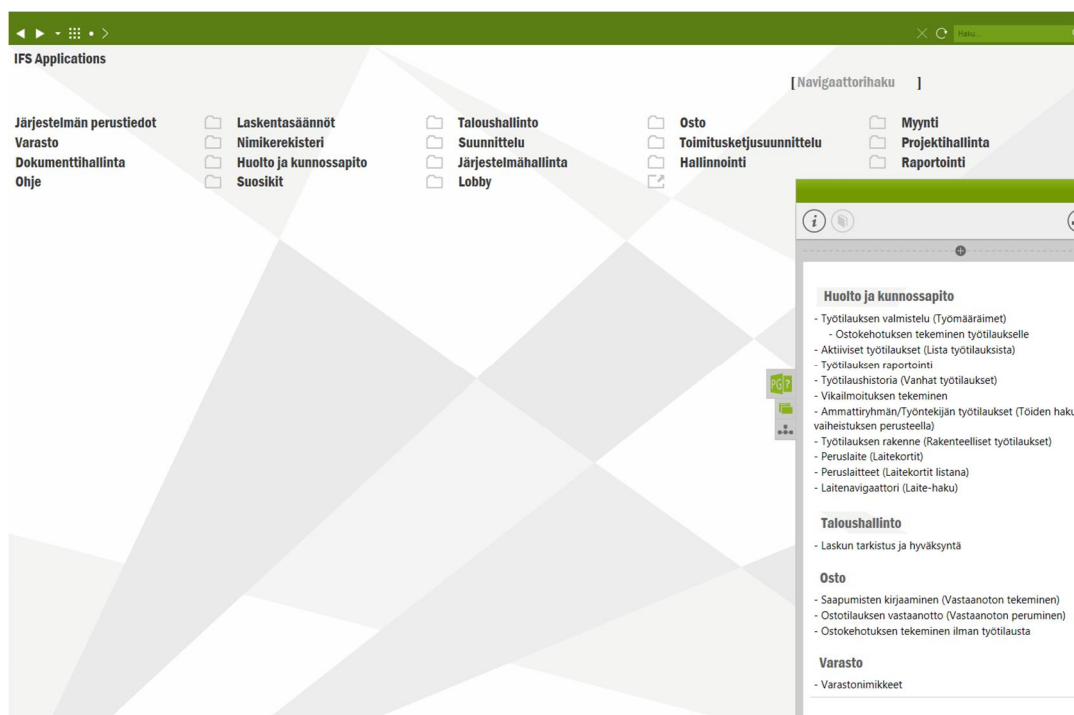 Haku...
IFS Applications
[ Navigaattorihaku ]
Järjestelmän perustiedot Laskentasäännöt Taloushallinto Osto Myynti
Varasto Nimikerekisteri Suunnittelu Toimitusketjusuunnittelu Projektihallinta
Dokumenttihallinta Huolto ja kunnossapito Järjestelmähallinta Hallinnointi Raportointi
Ohje Suosikit Lobby
i
Huolto ja kunnossapito
- Työtilauksen valmistelu (Työmääräimet)
- Ostokehotuksen tekeminen työtilaukselle
- Aktiiviset työtilaukset (Lista työtilauksista)
- Työtilauksen raportointi
PG ?
- Työtilaushistoria (Vanhat työtilaukset)
- Vikailmoituksen tekeminen
- Ammattiryhmän/Työntekijän työtilaukset (Töiden haku
vaiheistuksen perusteella)
- Työtilauksen rakenne (Rakenteelliset työtilaukset)
- Peruslaite (Laitekortit)
- Peruslaitteet (Laitekortit listana)
- Laitenavigaattori (Laite-haku)
Taloushallinto
- Laskun tarkistus ja hyväksyntä
Osto
- Saapumisten kirjaaminen (Vastaanoton tekeminen)
- Ostotilauksen vastaanotto (Vastaanoton peruminen)
- Ostokehotuksen tekeminen ilman työtilausta
Varasto
- Varastonimikkeet